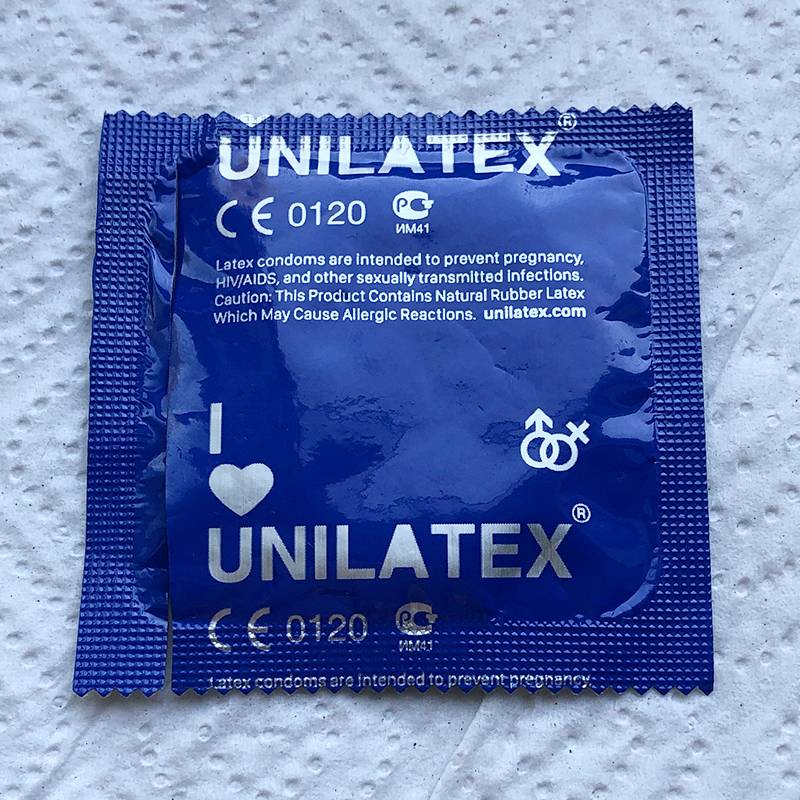 UNILATEX®
CE 0120 РСТ
ИМ41
Latex condoms are intended to prevent pregnancy,
HIV/AIDS, and other sexually transmitted infections.
Caution: This Product Contains Natural Rubber Latex
Which May Cause Allergic Reactions. unilatex.com
I
UNILATEX®
CE 0120 РСТ
ИМ41
Latex condoms are intended to prevent pregnancy,